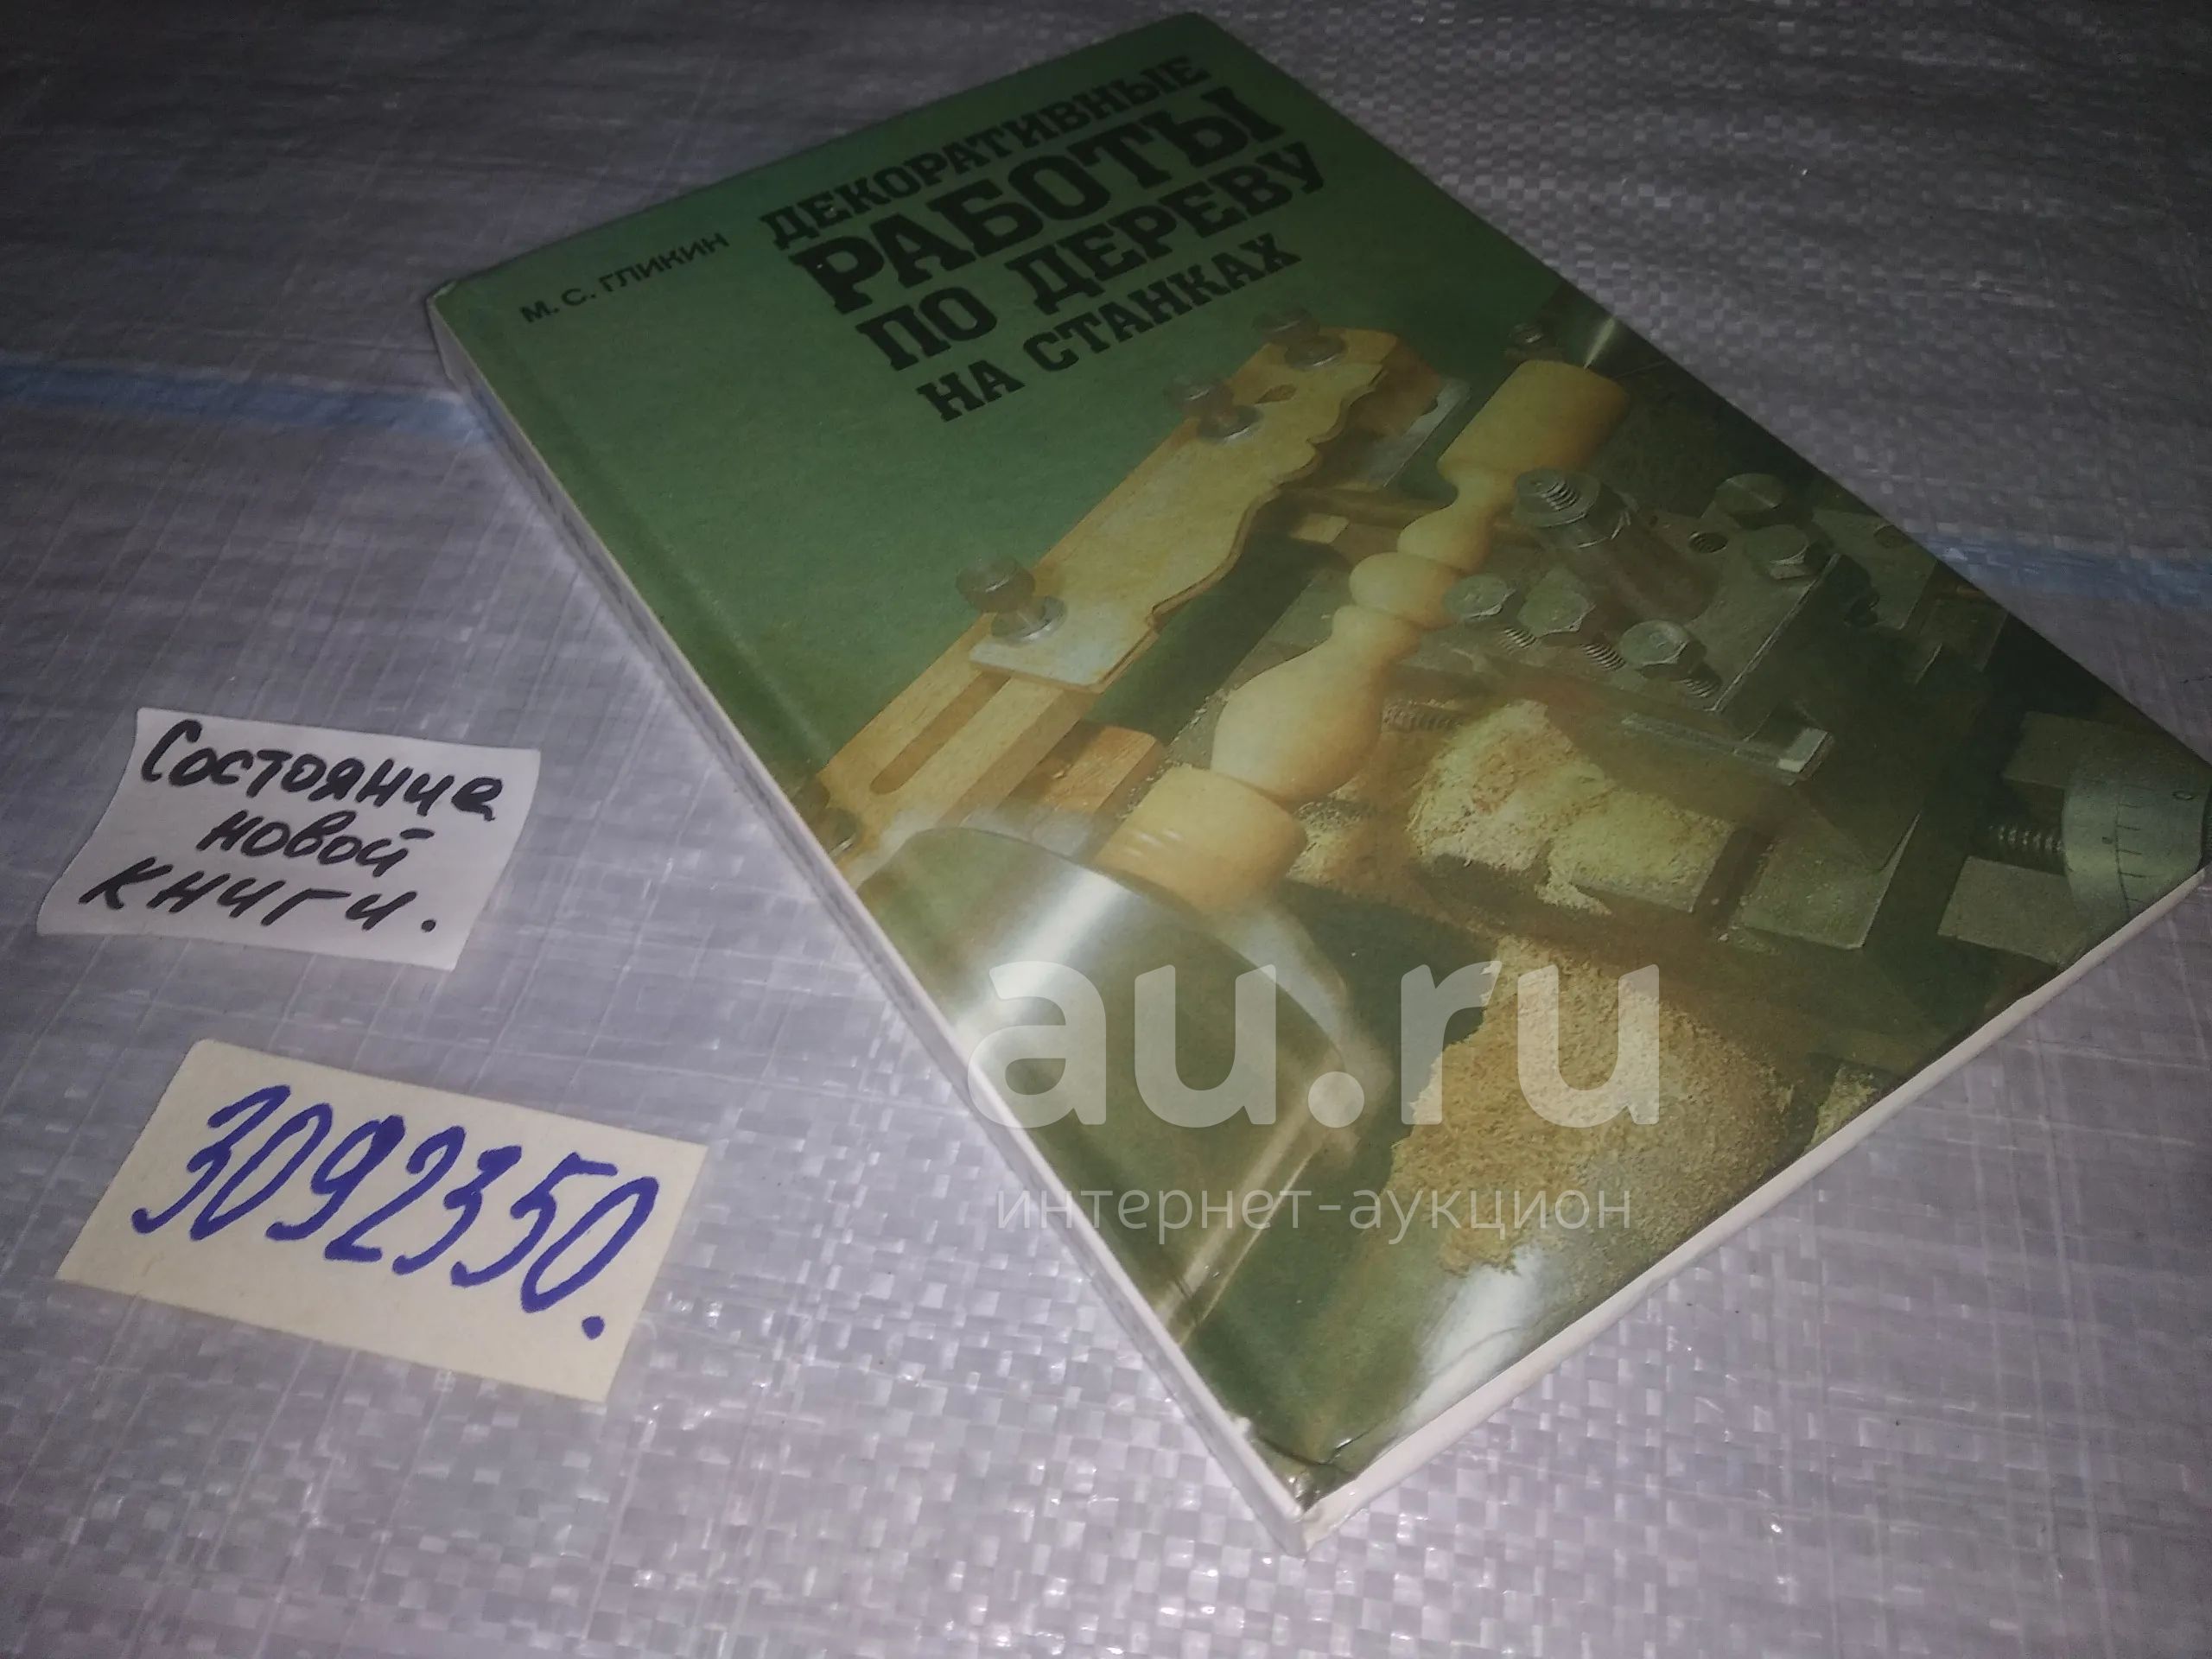 М. С. ГЛИКИН
ДЕКОРАТИВНЫЕ
РАБОТЫ
ПО ДЕРЕВУ
НА СТАНКАХ
Состояние
новой
книги.
3092350.
au.ru
интернет-аукцион